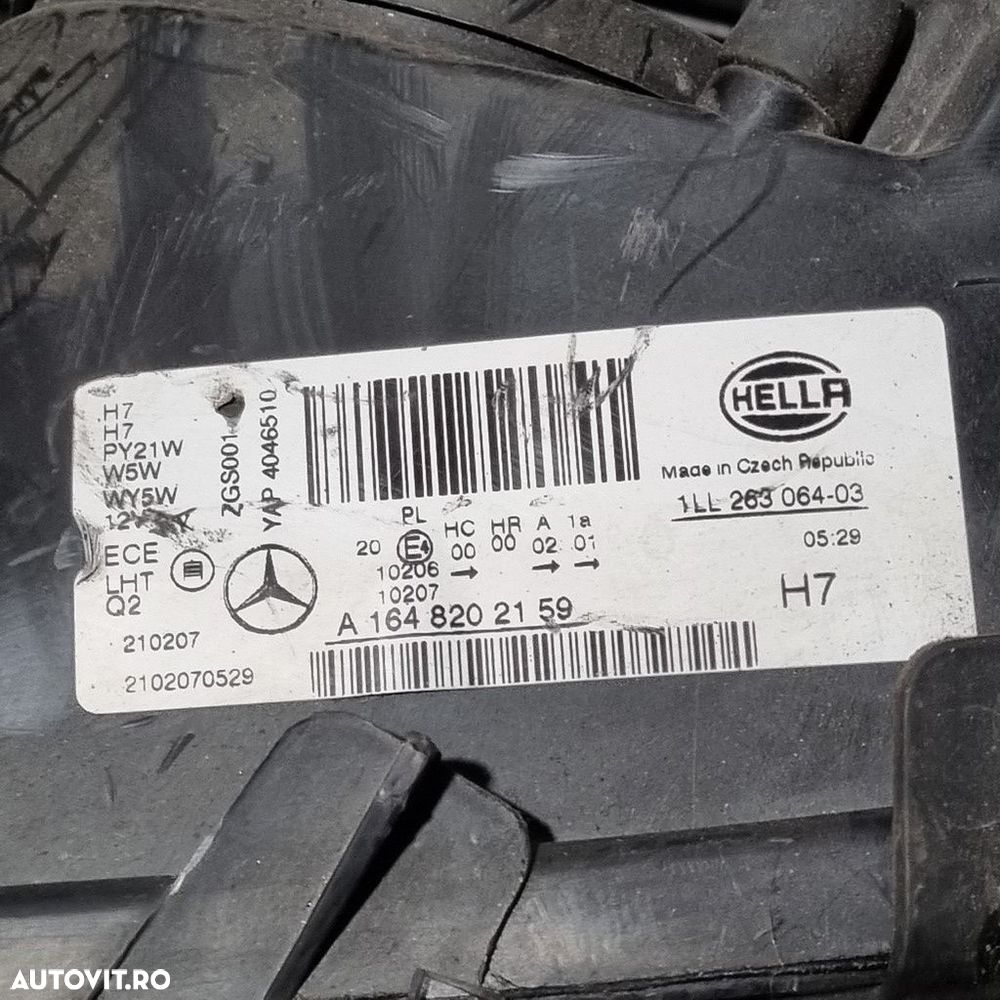 H7
H7
PY21W
W5W
WY5W
ECE
LHT
Q2
210207
2102070529
ZGS001
YAP 4046510
PL
20 E4 HC HR A 1a
00 00 02 01
10206
10207
A 164 820 21 59
HELLA
Made in Czech Republic
1LL 263 064-03
05:29
H7
AUTOVIT.RO